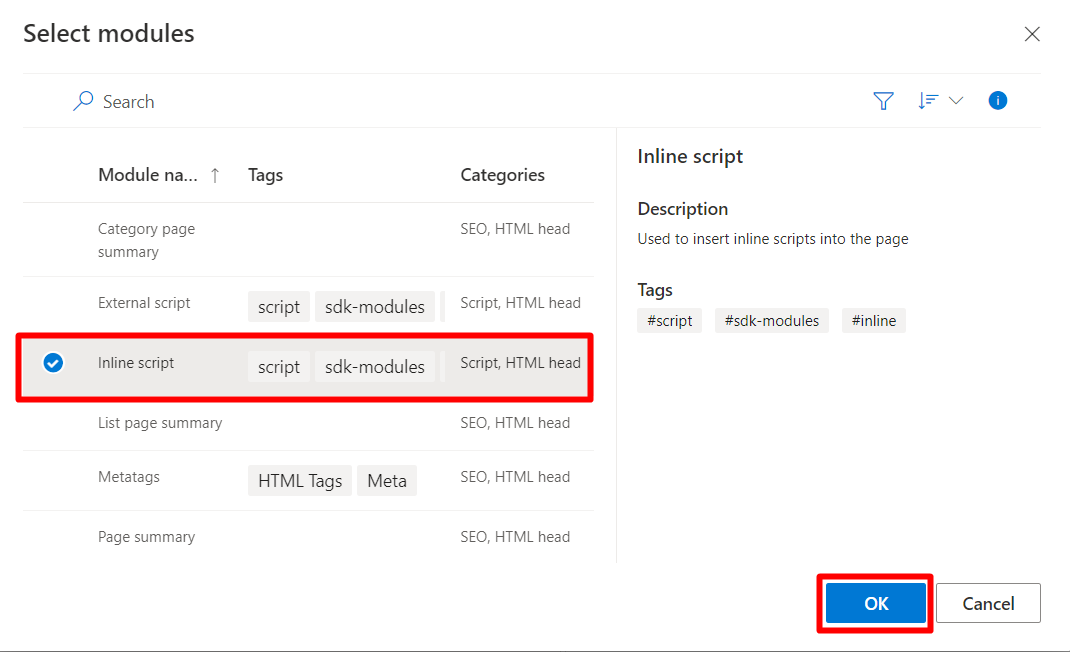 Select modules
Search
Module na... ↑ Tags Categories
Category page
summary
SEO, HTML head
External script script sdk-modules Script, HTML head
Inline script script sdk-modules Script, HTML head
List page summary SEO, HTML head
Metatags HTML Tags Meta SEO, HTML head
Page summary SEO, HTML head
Inline script
Description
Used to insert inline scripts into the page
Tags
#script #sdk-modules #inline
OK Cancel